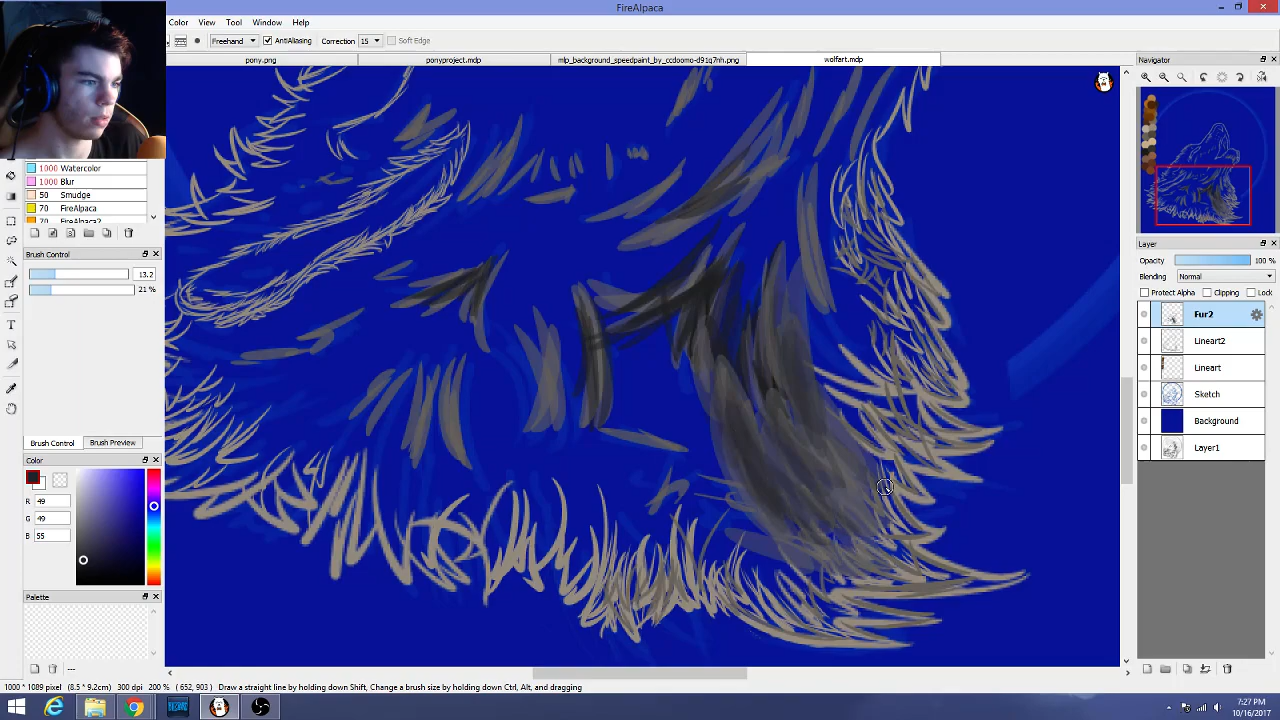 FireAlpaca
Color View Tool Window Help
Freehand AntiAliasing Correction 15 Soft Edge
pony.png ponyproject.mdp mlp_background_speedpaint_by_ccdoomo-d91q7nh.png wolfart.mdp
1000 Watercolor
1000 Blur
50 Smudge
70 FireAlpaca
70 FireAlpaca2
Brush Control
13.2
21 %
Brush Control Brush Preview
Color
R 49
G 49
B 55
Palette
---
Navigator
Layer
Opacity 100 %
Blending Normal
Protect Alpha Clipping Lock
Fur2
Lineart2
Lineart
Sketch
Background
Layer1
1000 * 1089 pixel (8.5 * 9.2cm) 300 dpi 200 % ( 652, 903 ) Draw a straight line by holding down Shift, Change a brush size by holding down Ctrl, Alt, and dragging
7:27 PM
10/16/2017